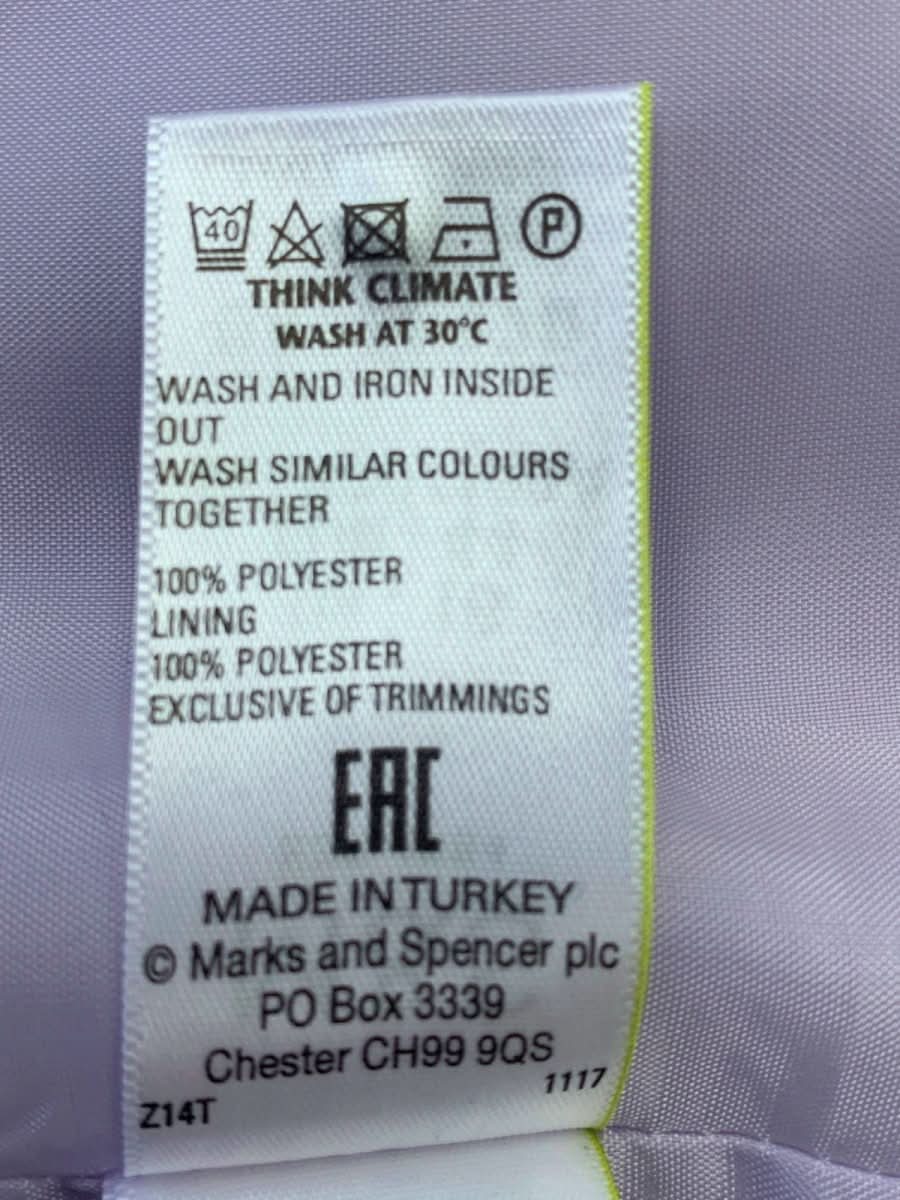 40 P
THINK CLIMATE
WASH AT 30°C
WASH AND IRON INSIDE
OUT
WASH SIMILAR COLOURS
TOGETHER
100% POLYESTER
LINING
100% POLYESTER
EXCLUSIVE OF TRIMMINGS
EAC
MADE IN TURKEY
© Marks and Spencer plc
PO Box 3339
Chester CH99 9QS
1117
Z14T